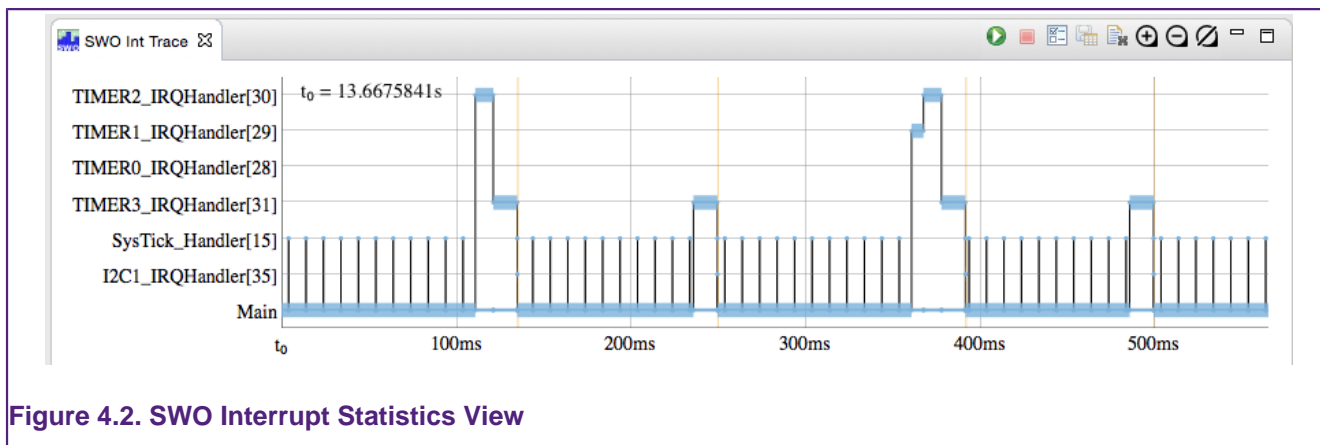 SWO Int Trace
t₀ = 13.6675841s
TIMER2_IRQHandler[30]
TIMER1_IRQHandler[29]
TIMER0_IRQHandler[28]
TIMER3_IRQHandler[31]
SysTick_Handler[15]
I2C1_IRQHandler[35]
Main
t₀ 100ms 200ms 300ms 400ms 500ms
Figure 4.2. SWO Interrupt Statistics View